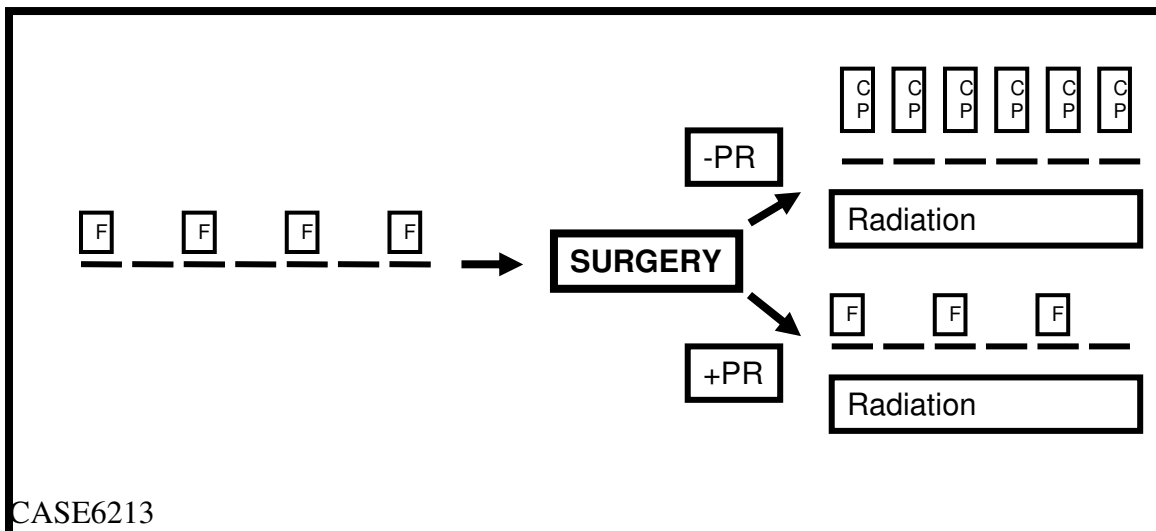 C C C C C C
P P P P P P
-PR
Radiation
F F F F
SURGERY
F F F
+PR
Radiation
CASE6213